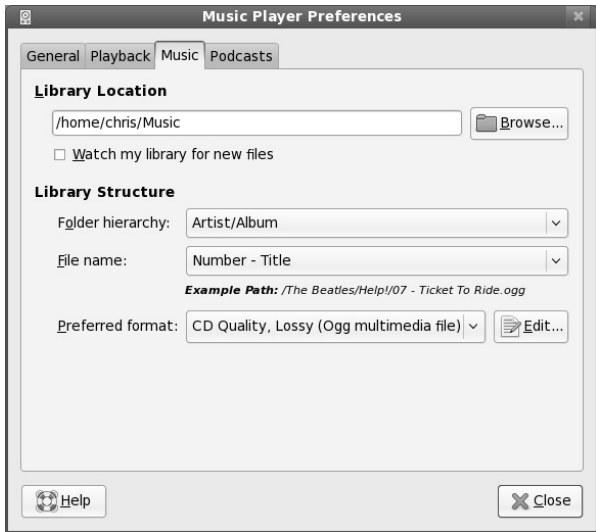 Music Player Preferences
General Playback Music Podcasts
Library Location
/home/chris/Music Browse...
Watch my library for new files
Library Structure
Folder hierarchy: Artist/Album
File name: Number - Title
Example Path: /The Beatles/Help!/07 - Ticket To Ride.ogg
Preferred format: CD Quality, Lossy (Ogg multimedia file) Edit...
Help Close